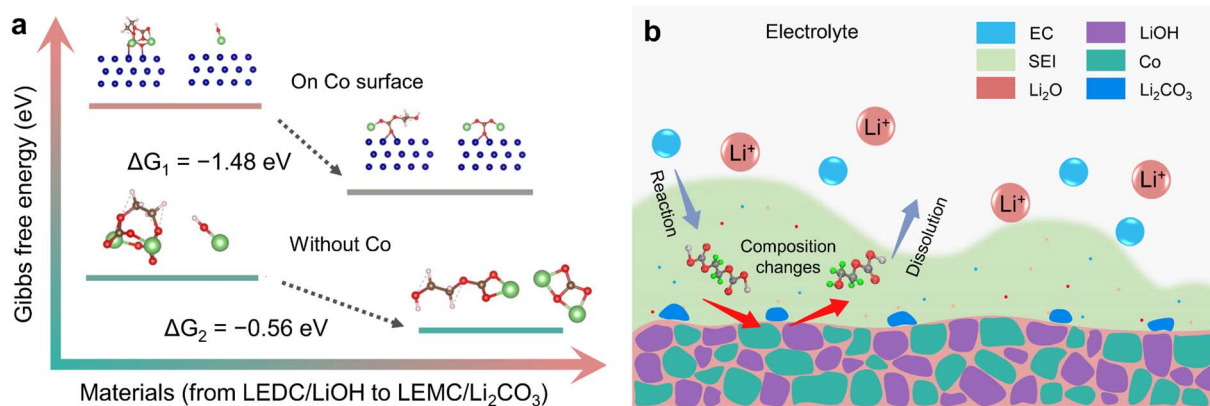 a
Gibbs free energy (eV)
On Co surface
ΔG₁ = −1.48 eV
Without Co
ΔG₂ = −0.56 eV
Materials (from LEDC/LiOH to LEMC/Li₂CO₃)
b
Electrolyte
EC
LiOH
SEI
Co
Li₂O
Li₂CO₃
Li⁺
Li⁺
Li⁺
Li⁺
Reaction
Composition
changes
Dissolution